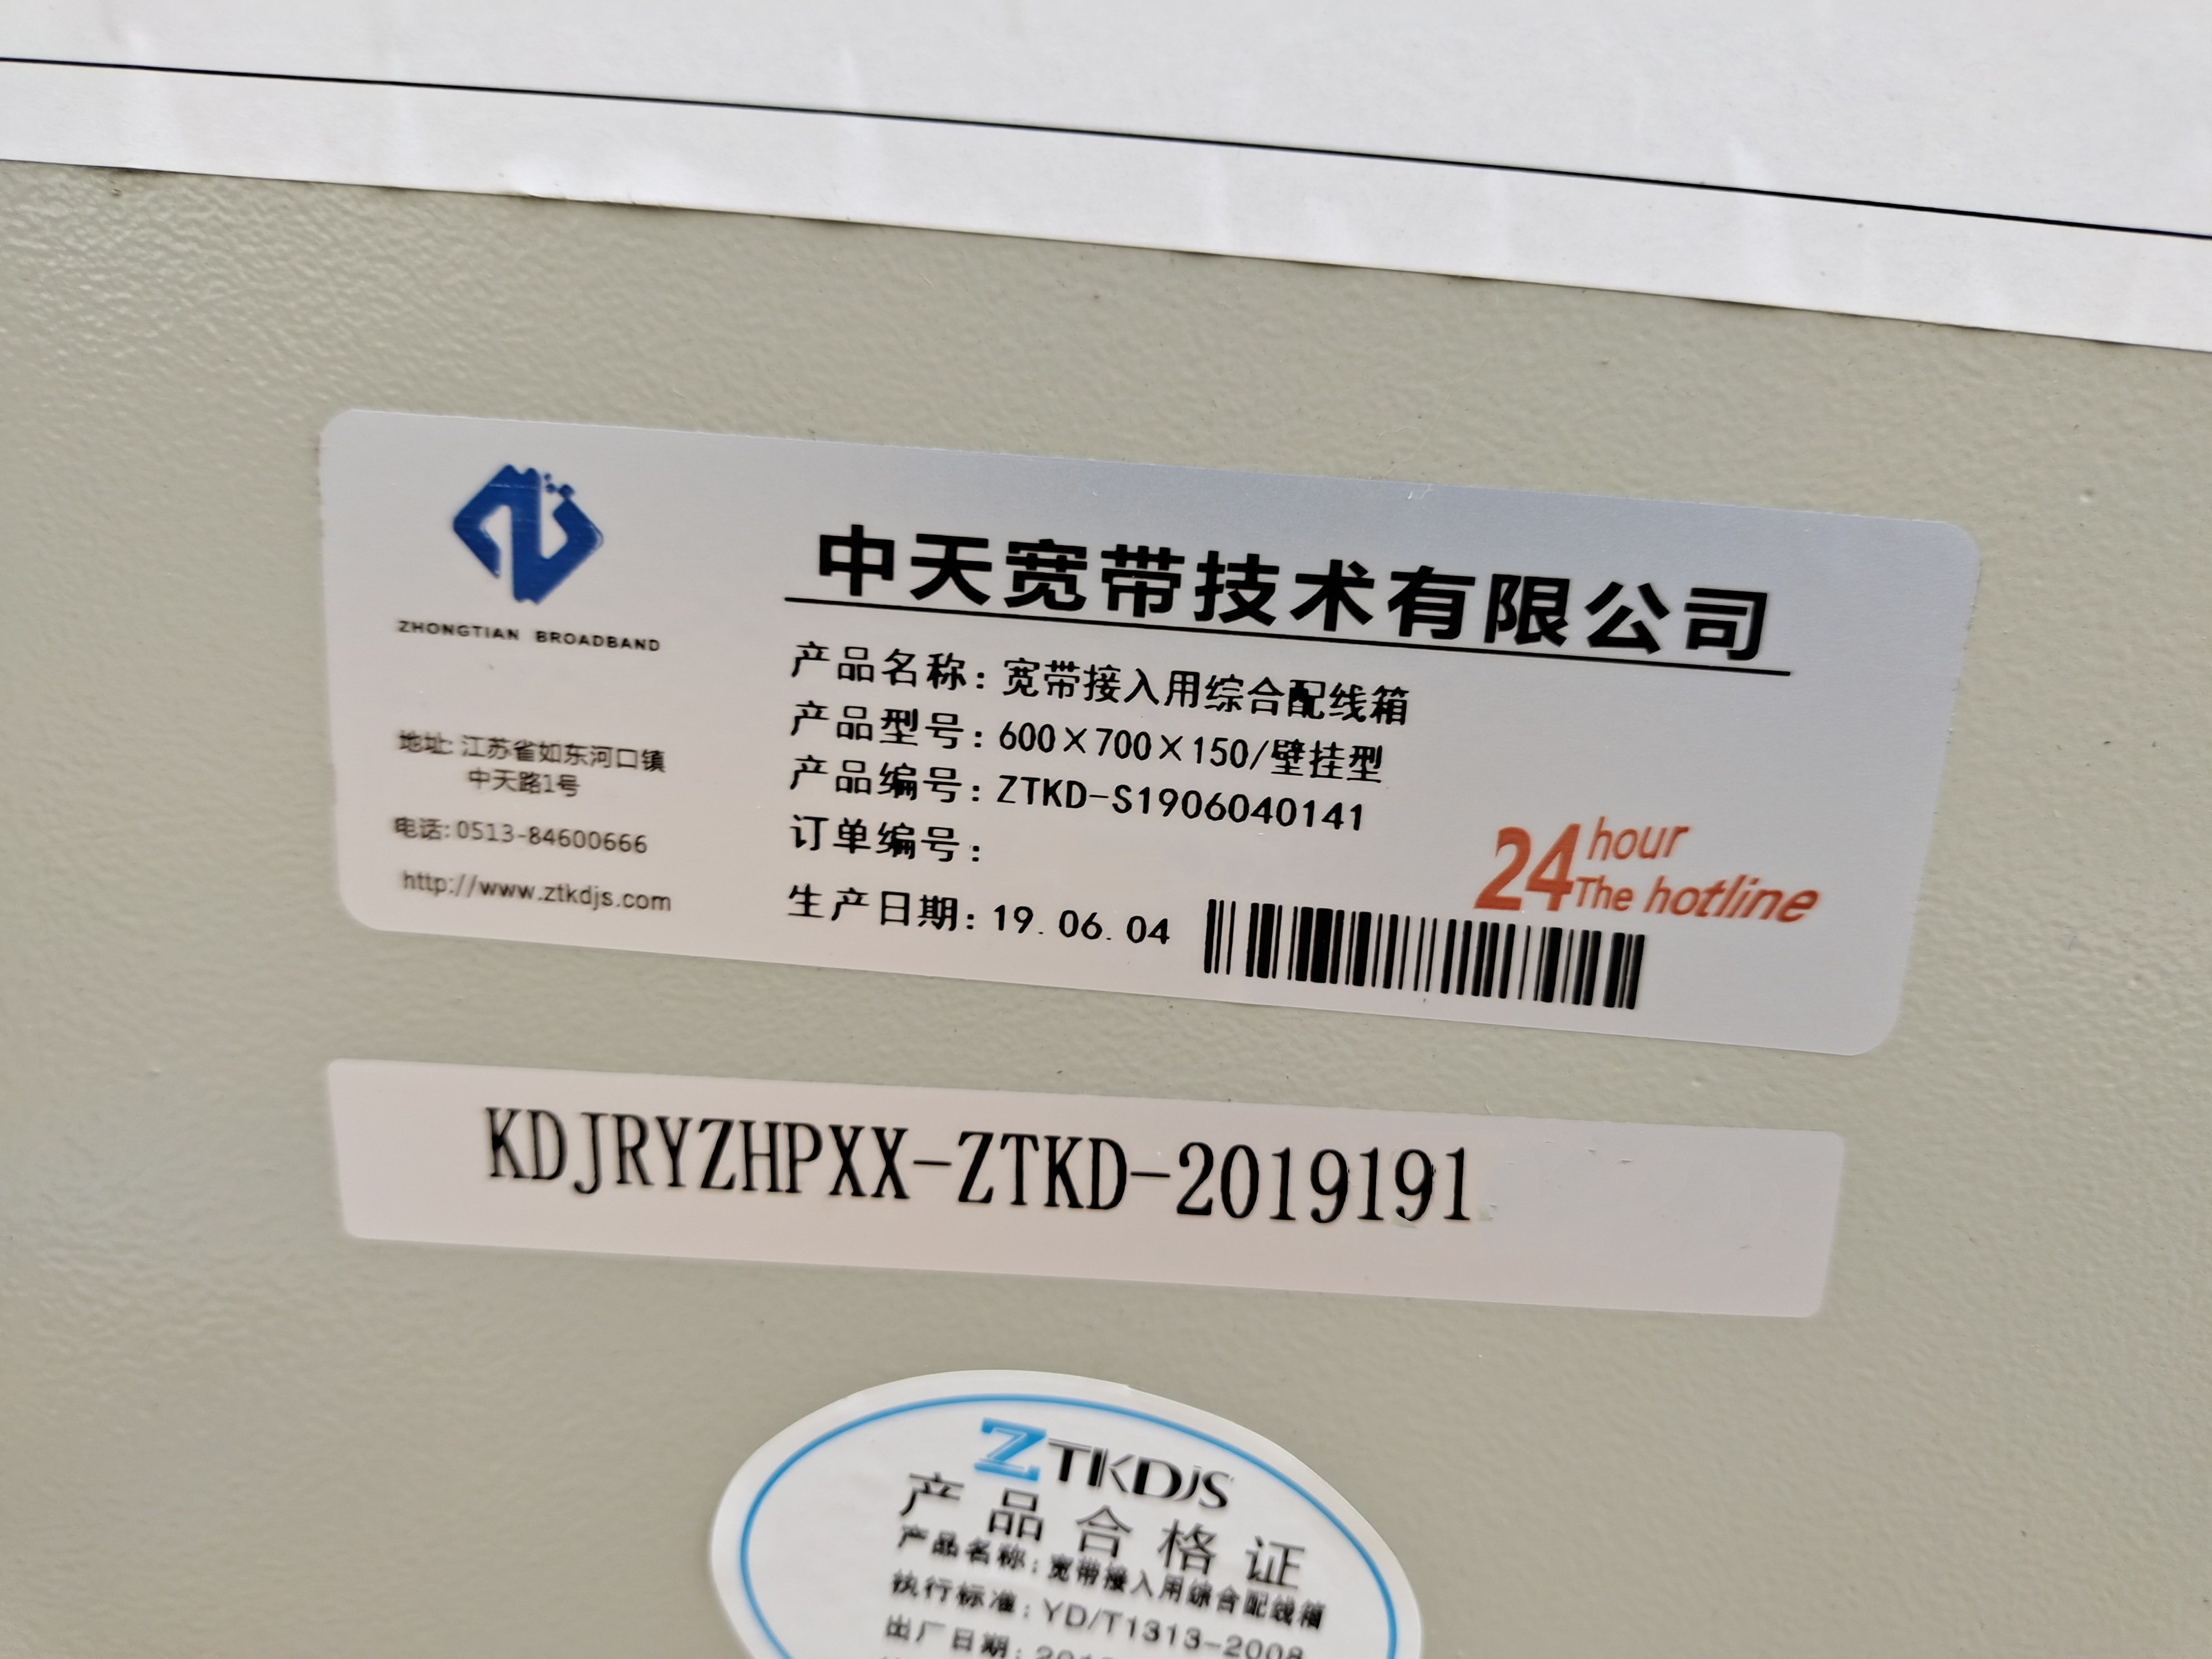 ZHONGTIAN BROADBAND
中天宽带技术有限公司
产品名称：宽带接入用综合配线箱
产品型号：600×700×150/壁挂型
产品编号：ZTKD-S1906040141
订单编号：
生产日期：19.06.04
地址：江苏省如东河口镇
中天路1号
电话：0513-84600666
http://www.ztkdjs.com
24 hour
The hotline
KDJRYZHPXX-ZTKD-2019191
ZTKDJS
产品合格证
产品名称：宽带接入用综合配线箱
执行标准：YD/T1313-2008
出厂日期：